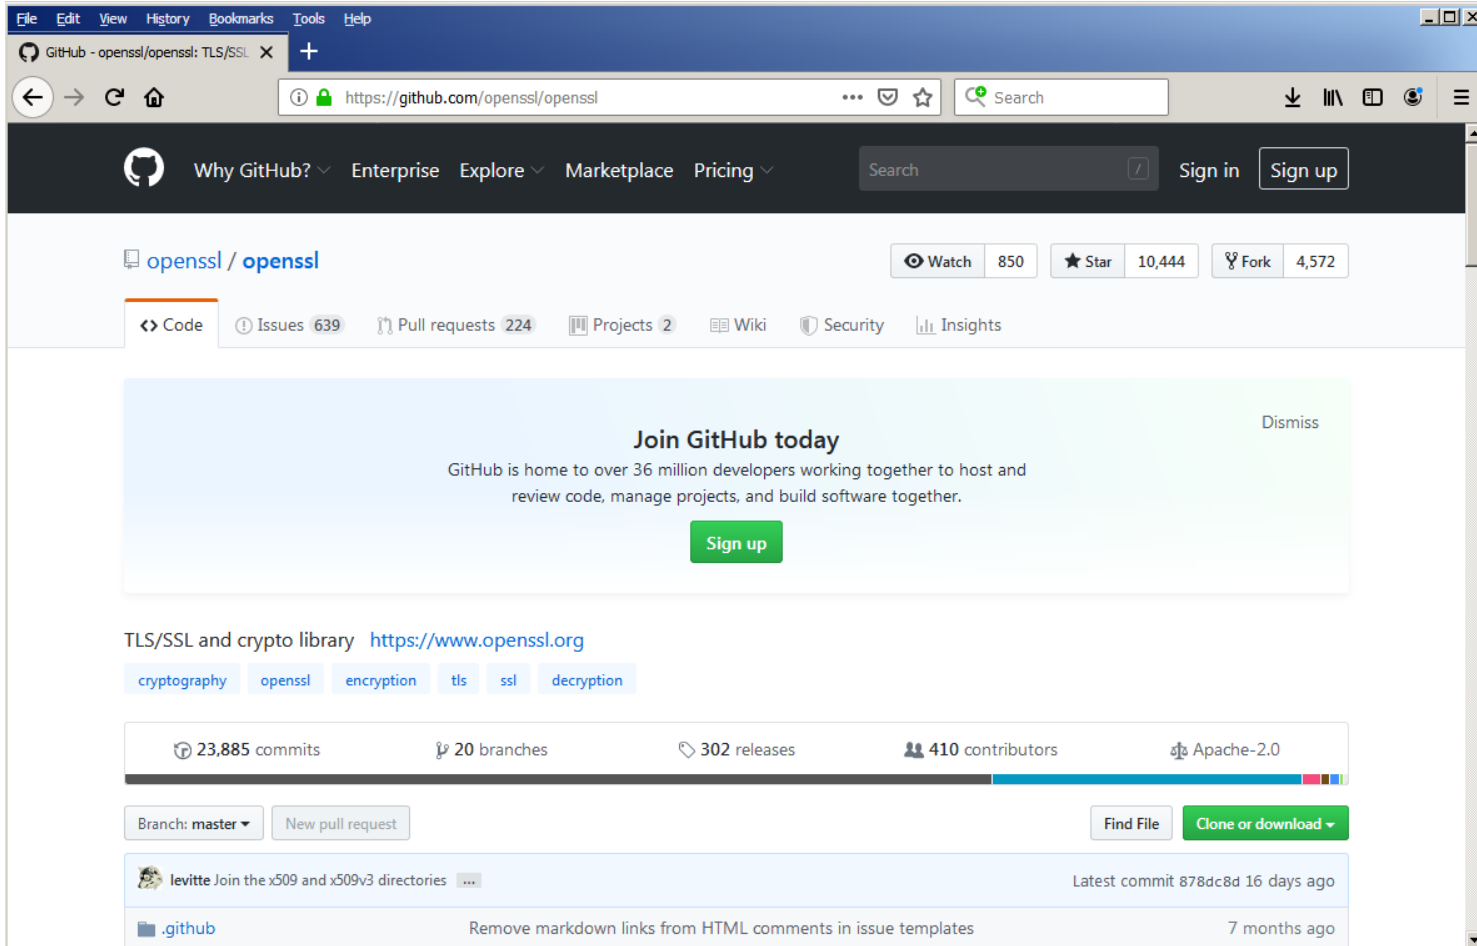 File Edit View History Bookmarks Tools Help
GitHub - openssl/openssl: TLS/SSL
https://github.com/openssl/openssl Search
Why GitHub? Enterprise Explore Marketplace Pricing Search / Sign in Sign up
openssl / openssl Watch 850 Star 10,444 Fork 4,572
Code Issues 639 Pull requests 224 Projects 2 Wiki Security Insights
Dismiss
Join GitHub today
GitHub is home to over 36 million developers working together to host and
review code, manage projects, and build software together.
Sign up
TLS/SSL and crypto library https://www.openssl.org
cryptography openssl encryption tls ssl decryption
23,885 commits 20 branches 302 releases 410 contributors Apache-2.0
Branch: master New pull request Find File Clone or download
levitte Join the x509 and x509v3 directories ... Latest commit 878dc8d 16 days ago
.github Remove markdown links from HTML comments in issue templates 7 months ago